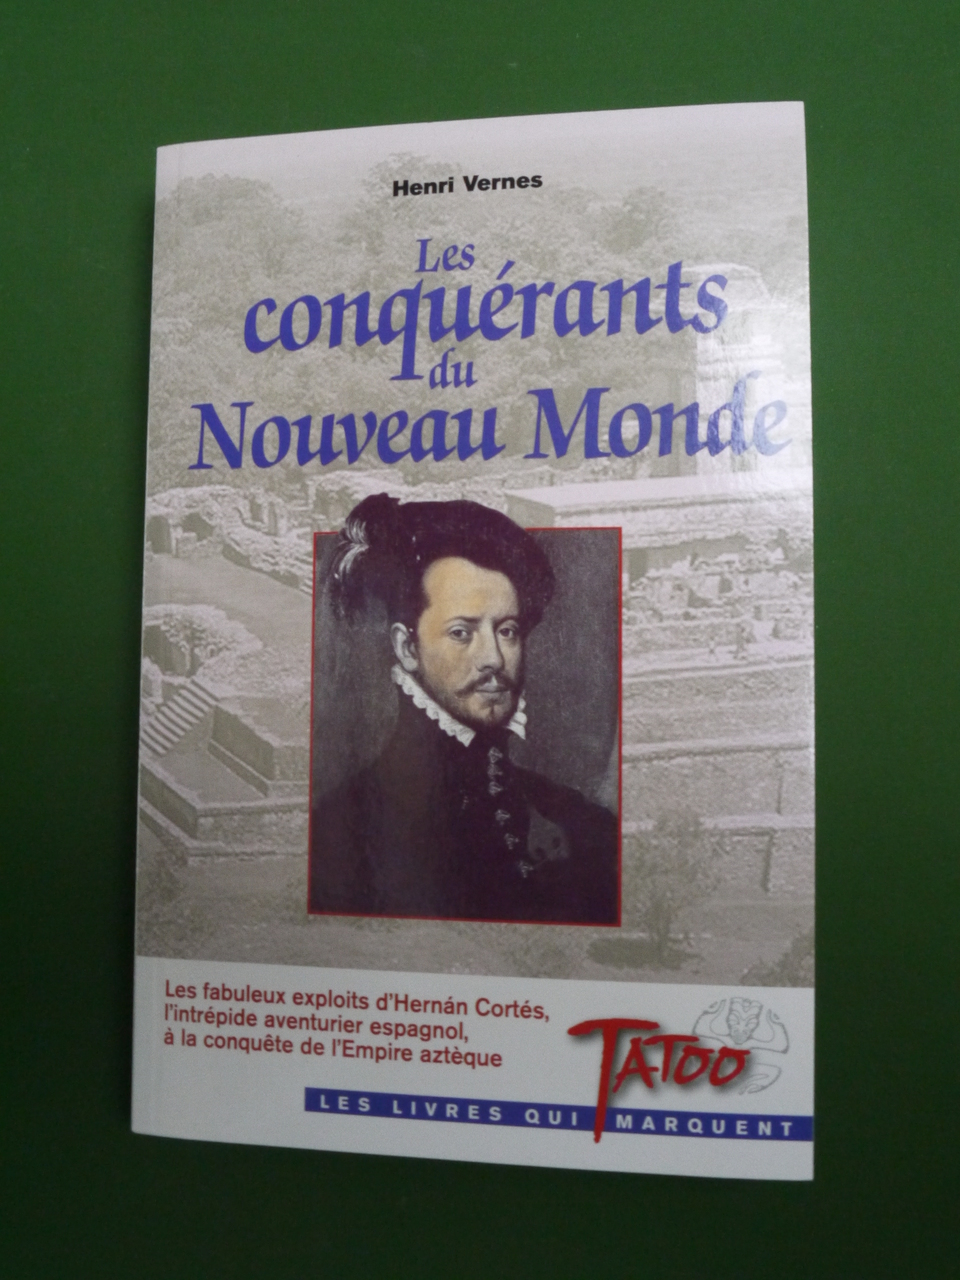 Henri Vernes
Les
conquérants
du
Nouveau Monde
Les fabuleux exploits d'Hernán Cortés,
l'intrépide aventurier espagnol,
à la conquête de l'Empire aztèque
TATOO
LES LIVRES QUI MARQUENT